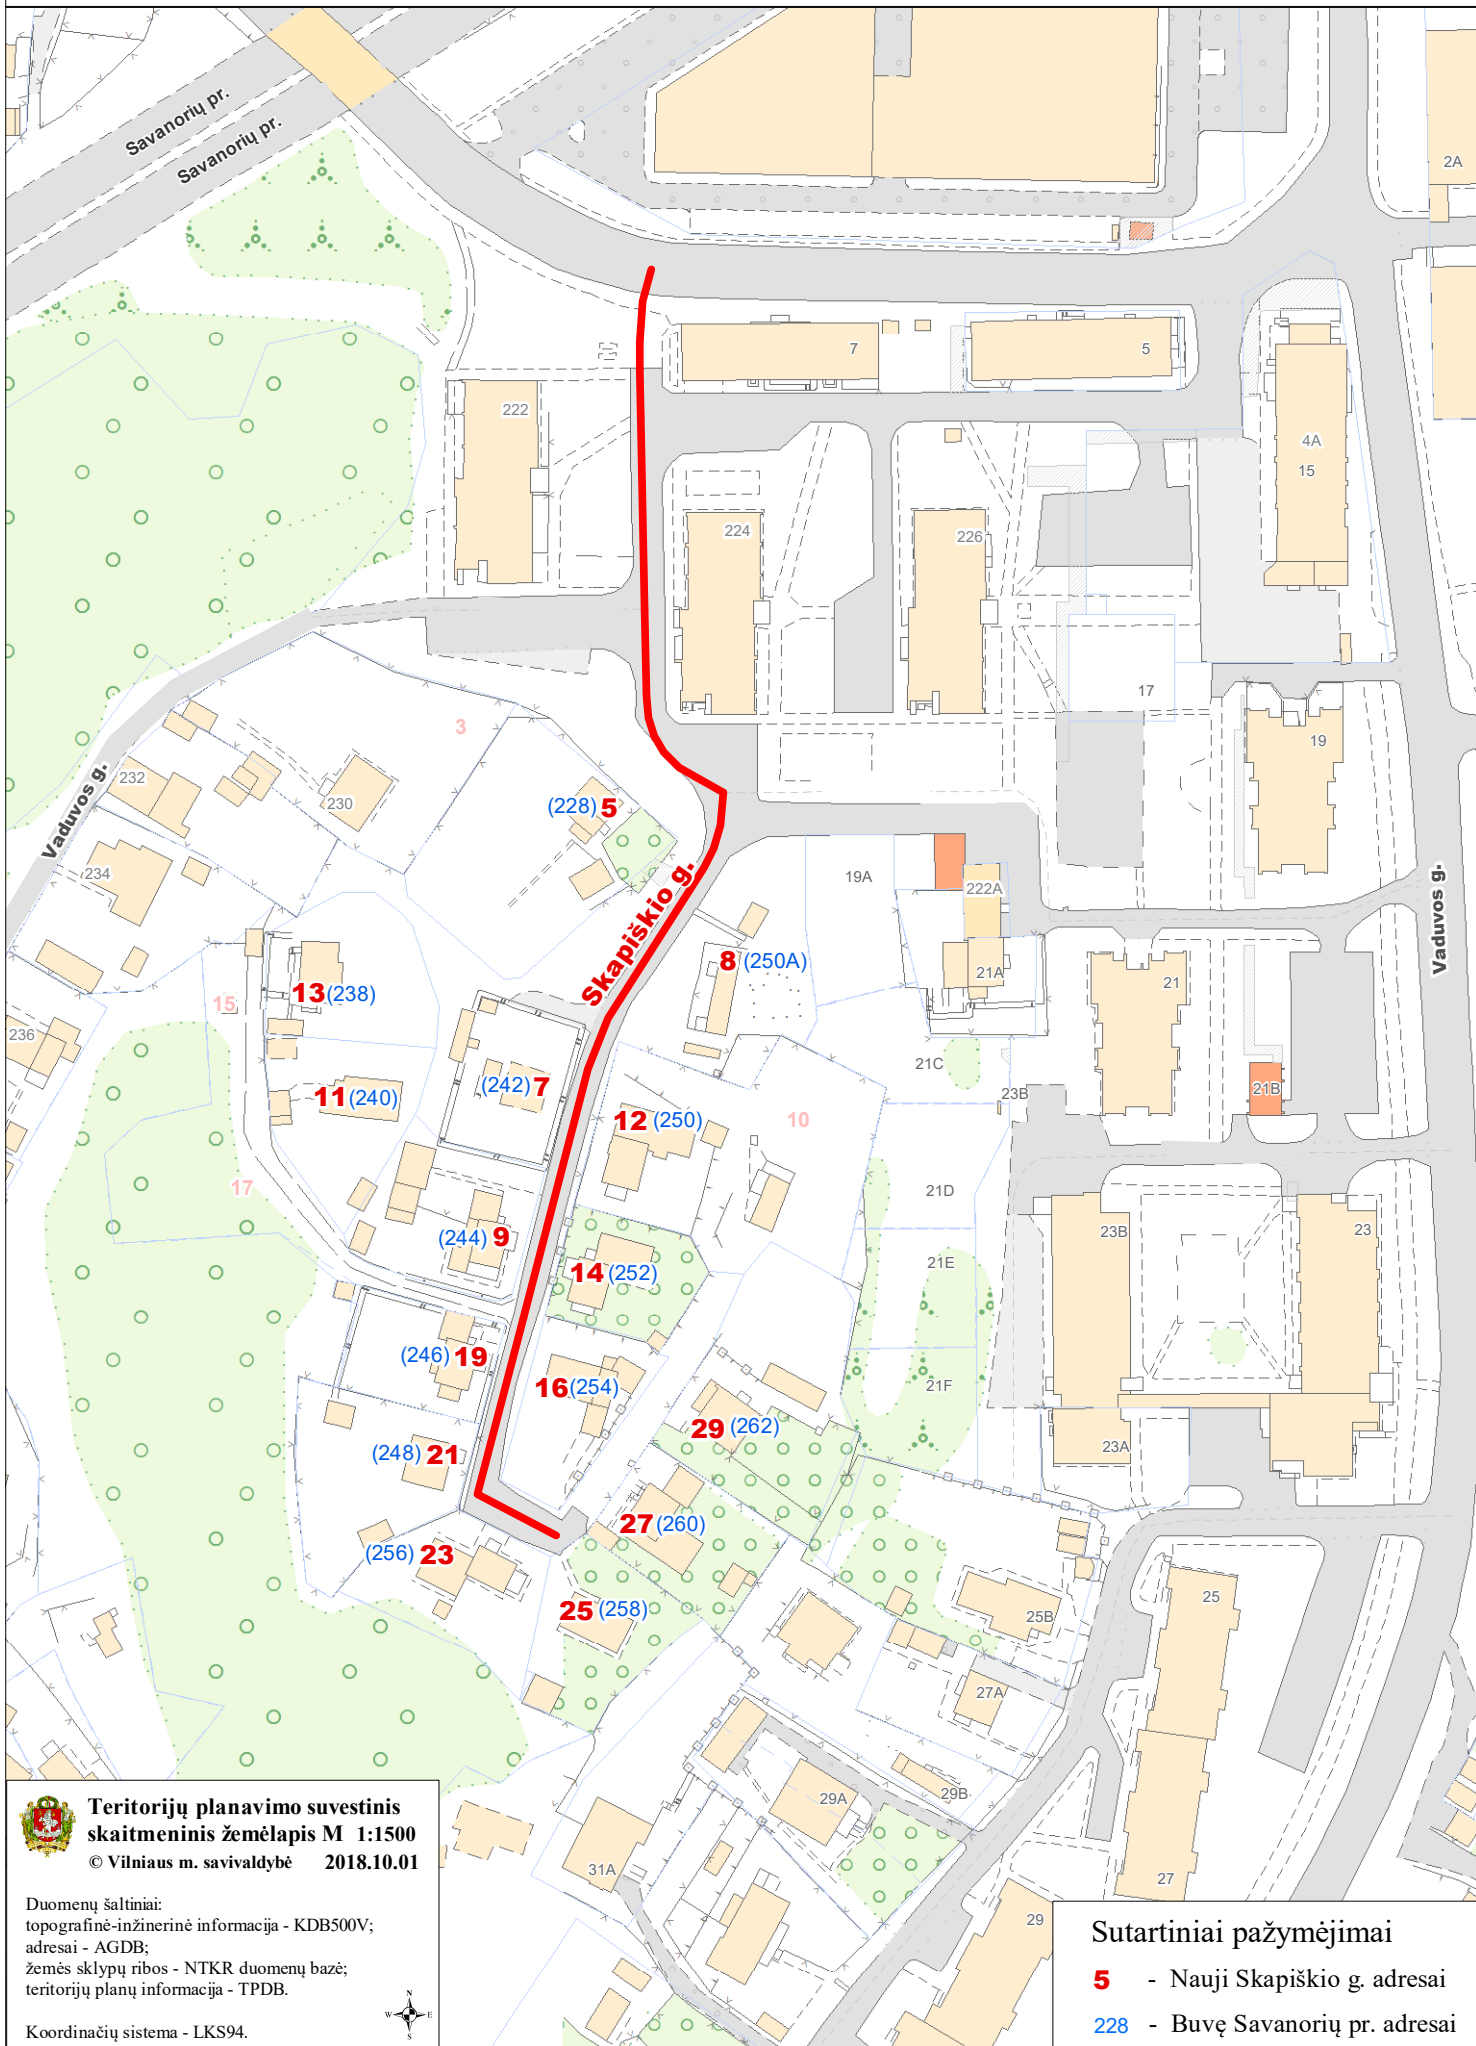 Savanorių pr.
Savanorių pr.
2A
7
5
222
4A
15
224
226
17
3
19
232
230
(228) 5
Vaduvos g.
234
19A
222A
Skapiškio g.
Vaduvos g.
8 (250A)
21A
21
13 (238)
15
236
21C
(242) 7
23B
21B
11 (240)
12 (250)
10
17
21D
(244) 9
23B
23
14 (252)
21E
(246) 19
16 (254)
21F
29 (262)
(248) 21
23A
27 (260)
(256) 23
25
25 (258)
25B
27A
29B
29A
31A
27
29
Teritorijų planavimo suvestinis
skaitmeninis žemėlapis M 1:1500
© Vilniaus m. savivaldybė 2018.10.01
Duomenų šaltiniai:
topografinė-inžinerinė informacija - KDB500V;
adresai - AGDB;
žemės sklypų ribos - NTKR duomenų bazė;
teritorijų planų informacija - TPDB.
N
W E
S
Koordinačių sistema - LKS94.
Sutartiniai pažymėjimai
5 - Nauji Skapiškio g. adresai
228 - Buvę Savanorių pr. adresai